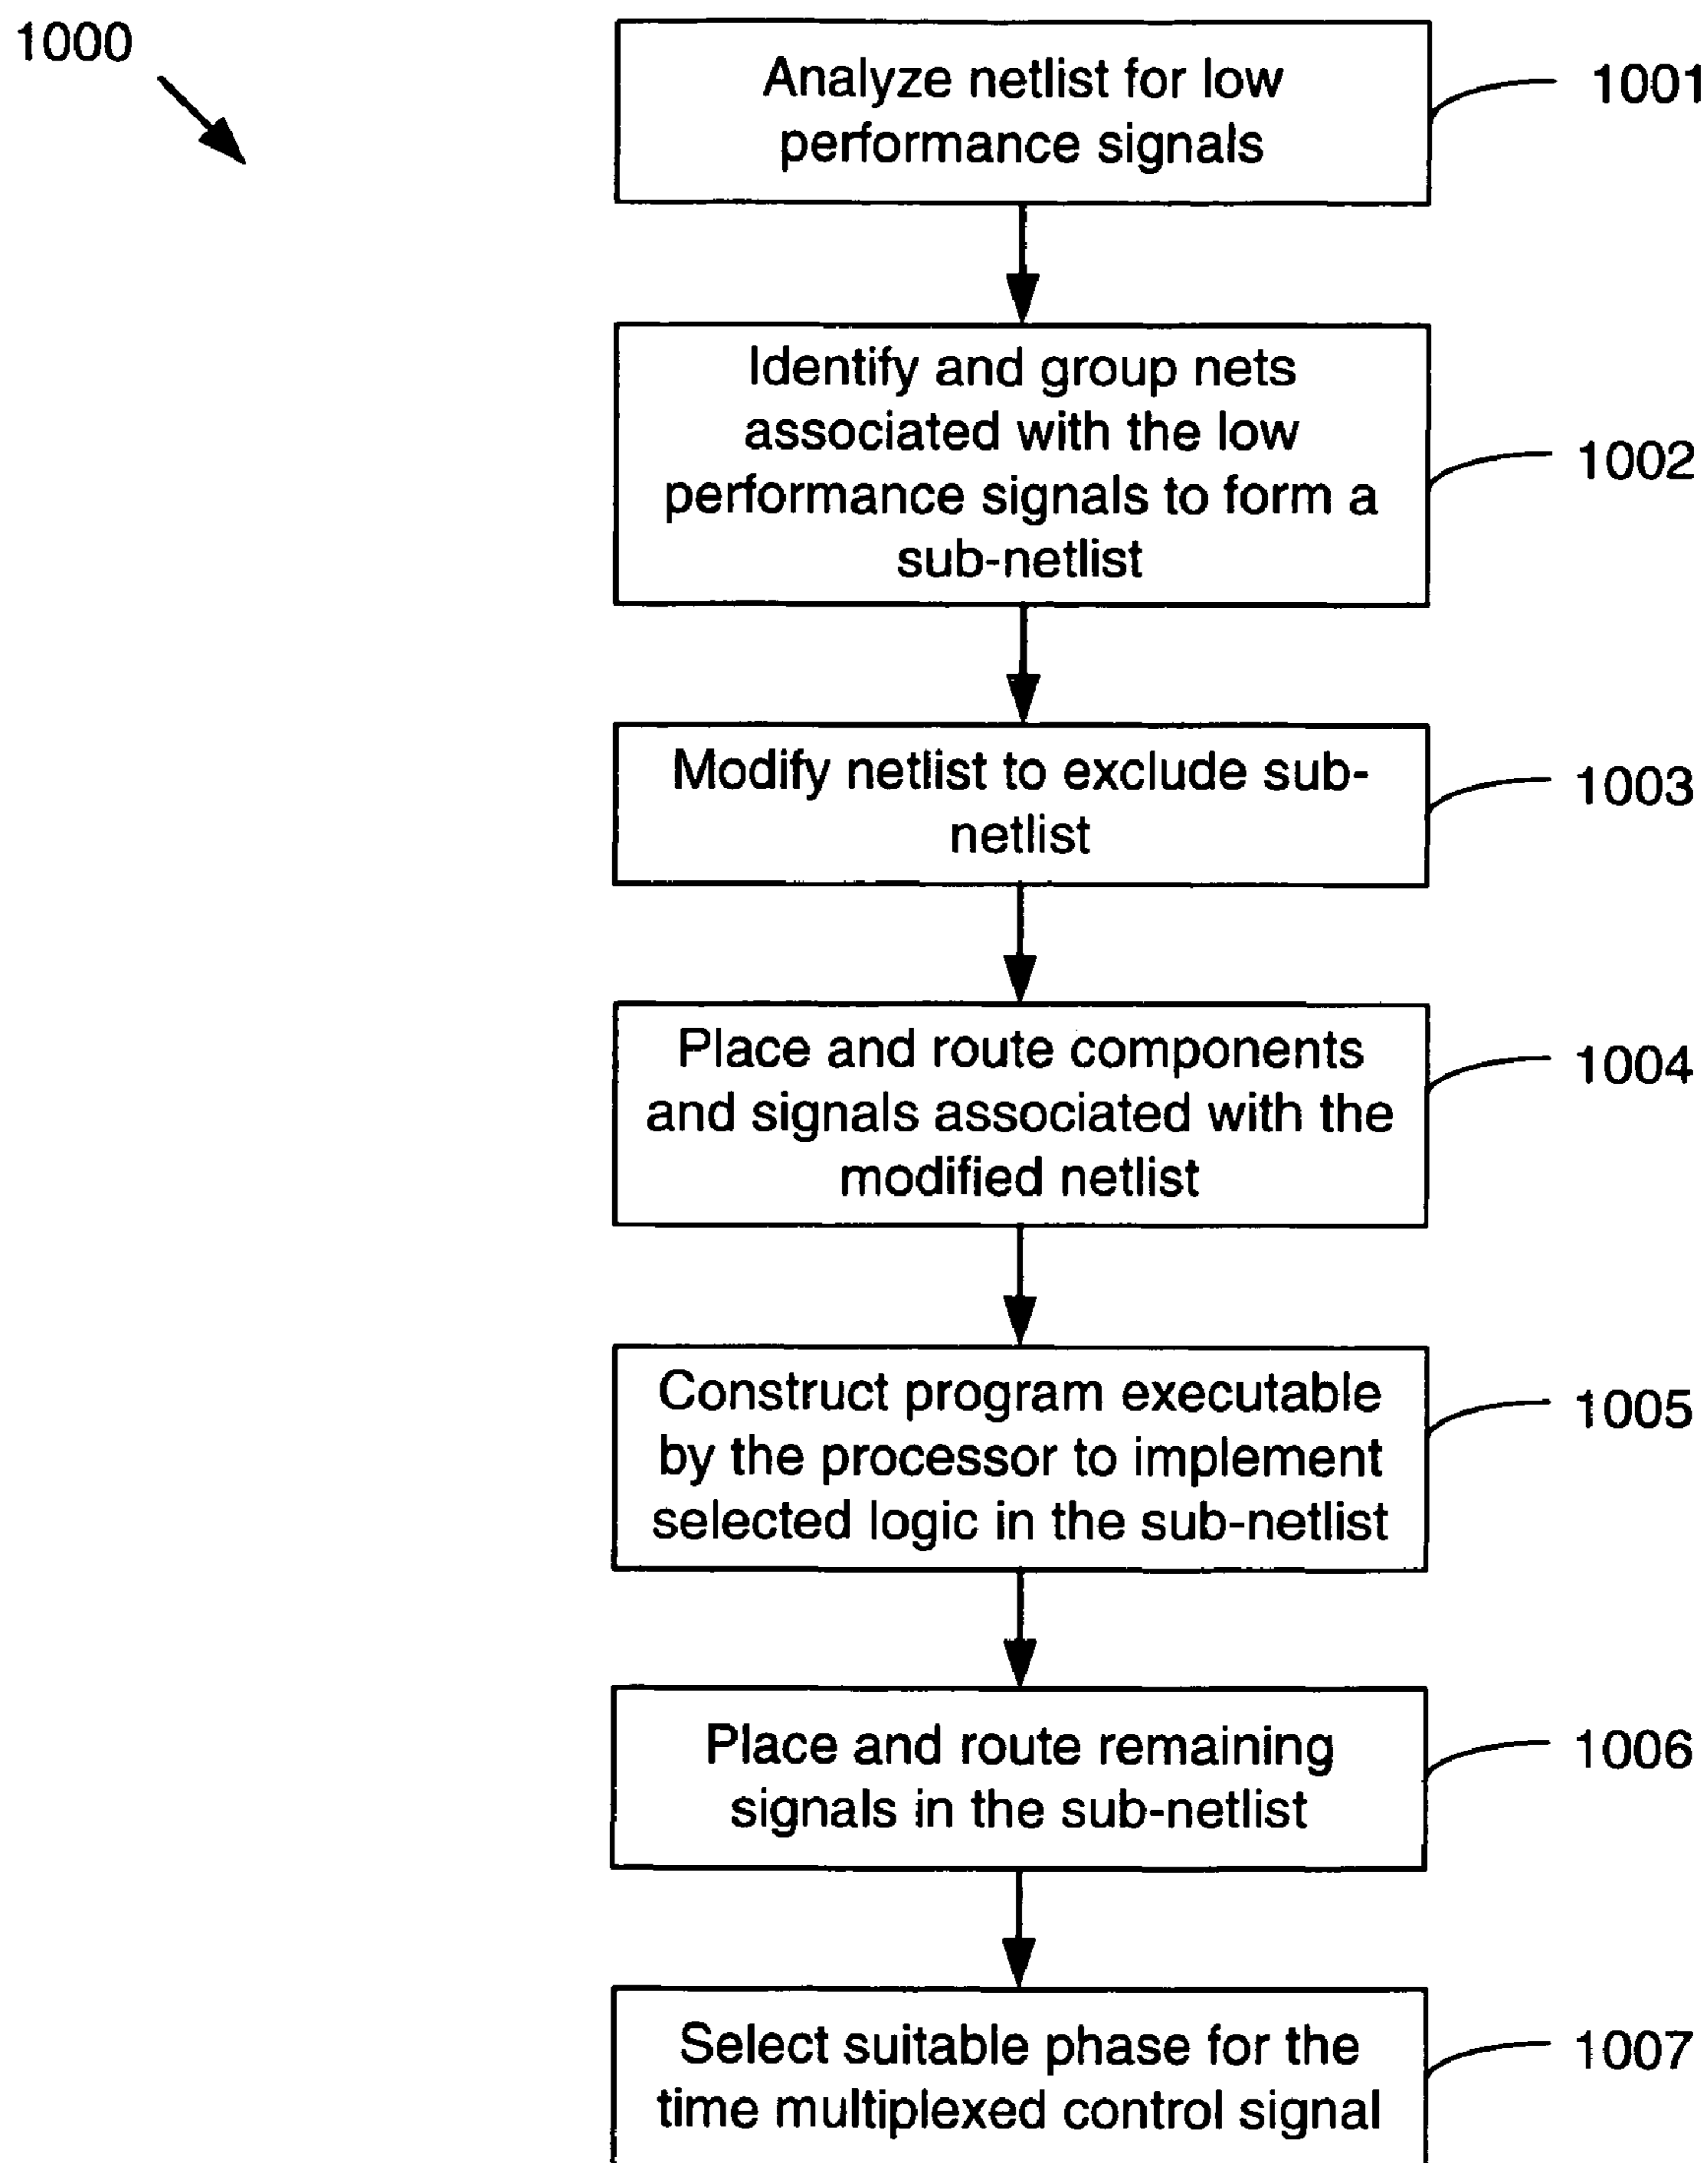 1000
Analyze netlist for low
performance signals
1001
Identify and group nets
associated with the low
performance signals to form a
sub-netlist
1002
Modify netlist to exclude sub-
netlist
1003
Place and route components
and signals associated with the
modified netlist
1004
Construct program executable
by the processor to implement
selected logic in the sub-netlist
1005
Place and route remaining
signals in the sub-netlist
1006
Select suitable phase for the
time multiplexed control signal
1007